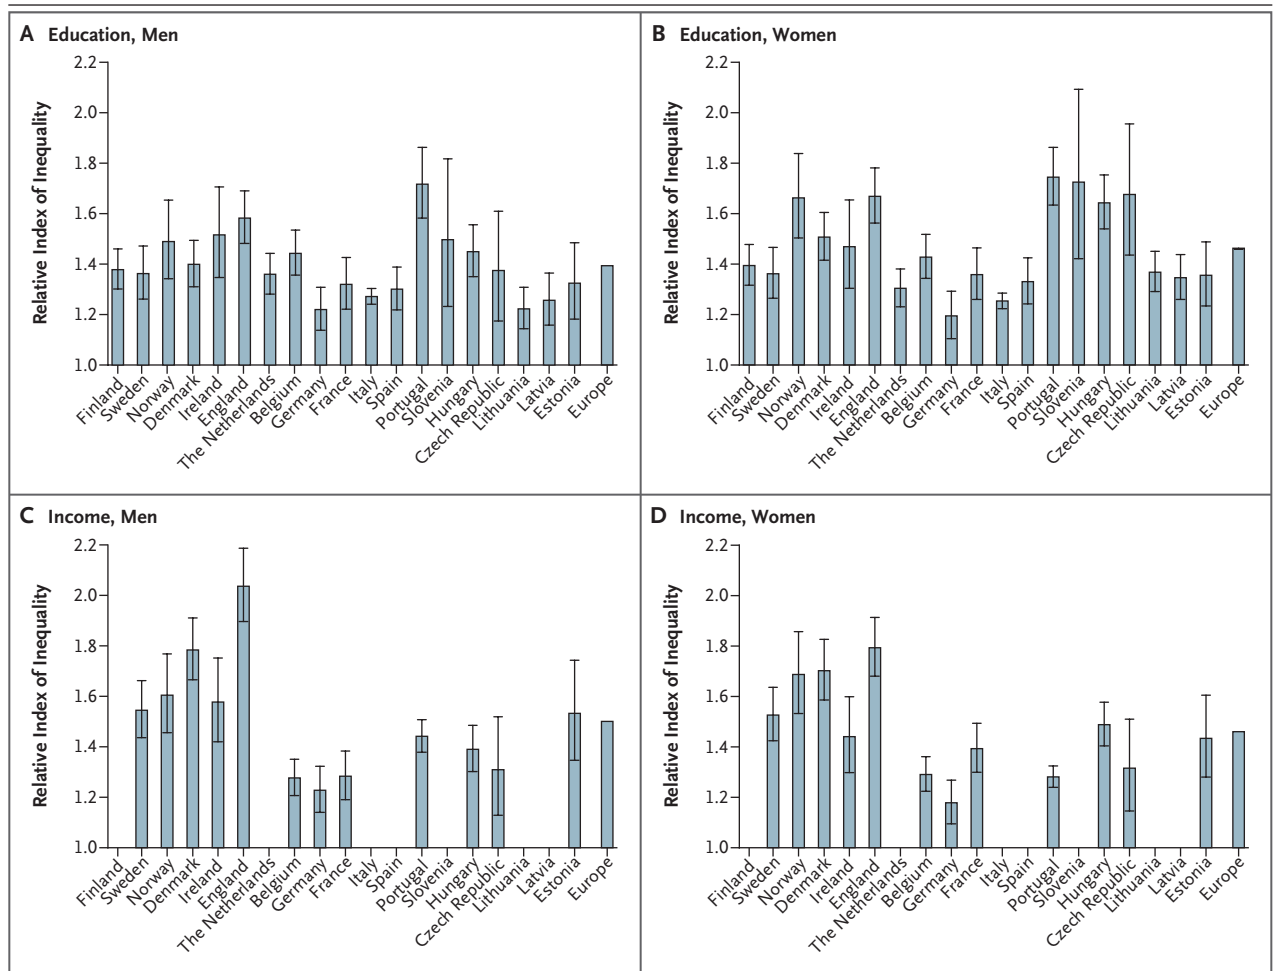 A Education, Men
2.2
2.0
1.8
1.6
1.4
1.2
1.0
Relative Index of Inequality
Finland
Sweden
Norway
Denmark
Ireland
England
The Netherlands
Belgium
Germany
France
Italy
Spain
Portugal
Slovenia
Hungary
Czech Republic
Lithuania
Latvia
Estonia
Europe
B Education, Women
2.2
2.0
1.8
1.6
1.4
1.2
1.0
Relative Index of Inequality
Finland
Sweden
Norway
Denmark
Ireland
England
The Netherlands
Belgium
Germany
France
Italy
Spain
Portugal
Slovenia
Hungary
Czech Republic
Lithuania
Latvia
Estonia
Europe
C Income, Men
2.2
2.0
1.8
1.6
1.4
1.2
1.0
Relative Index of Inequality
Finland
Sweden
Norway
Denmark
Ireland
England
The Netherlands
Belgium
Germany
France
Italy
Spain
Portugal
Slovenia
Hungary
Czech Republic
Lithuania
Latvia
Estonia
Europe
D Income, Women
2.2
2.0
1.8
1.6
1.4
1.2
1.0
Relative Index of Inequality
Finland
Sweden
Norway
Denmark
Ireland
England
The Netherlands
Belgium
Germany
France
Italy
Spain
Portugal
Slovenia
Hungary
Czech Republic
Lithuania
Latvia
Estonia
Europe